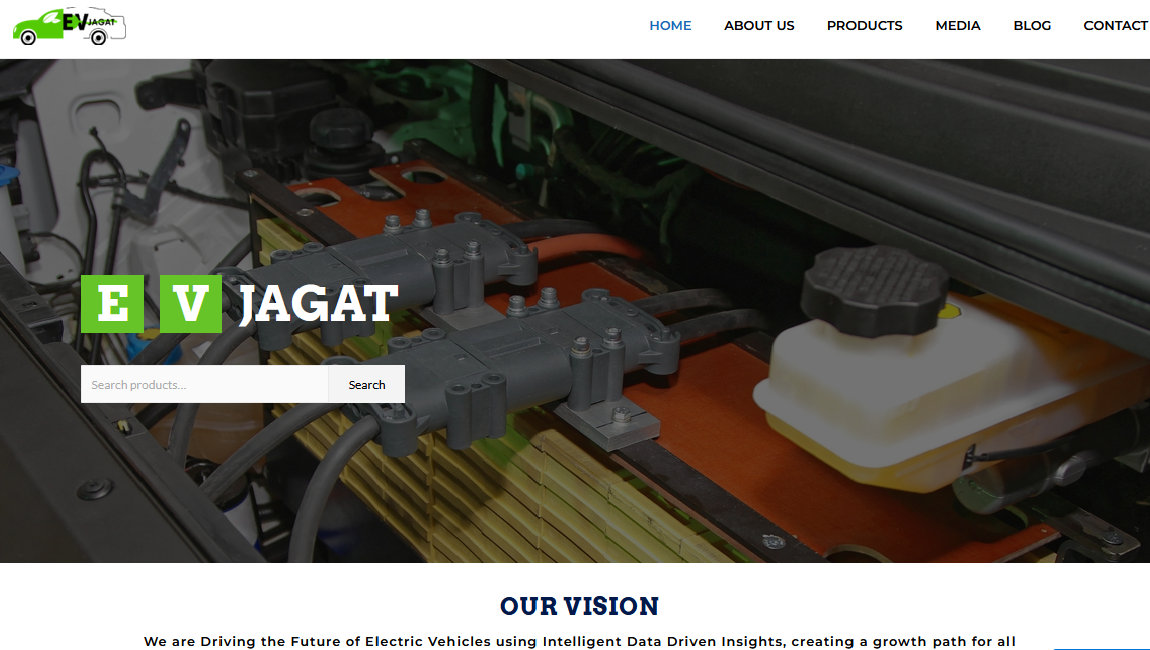 EV JAGAT
HOME ABOUT US PRODUCTS MEDIA BLOG CONTACT
E V JAGAT
Search products... Search
OUR VISION
We are Driving the Future of Electric Vehicles using Intelligent Data Driven Insights, creating a growth path for all